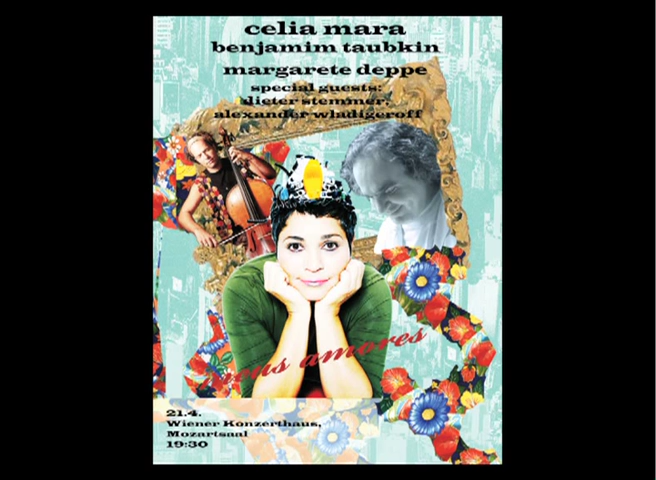 celia mara
benjamim taubkin
margarete deppe
special guests:
dieter stemmer,
alexander wladigeroff
meus amores
21.4.
Wiener Konzerthaus,
Mozartsaal
19:30